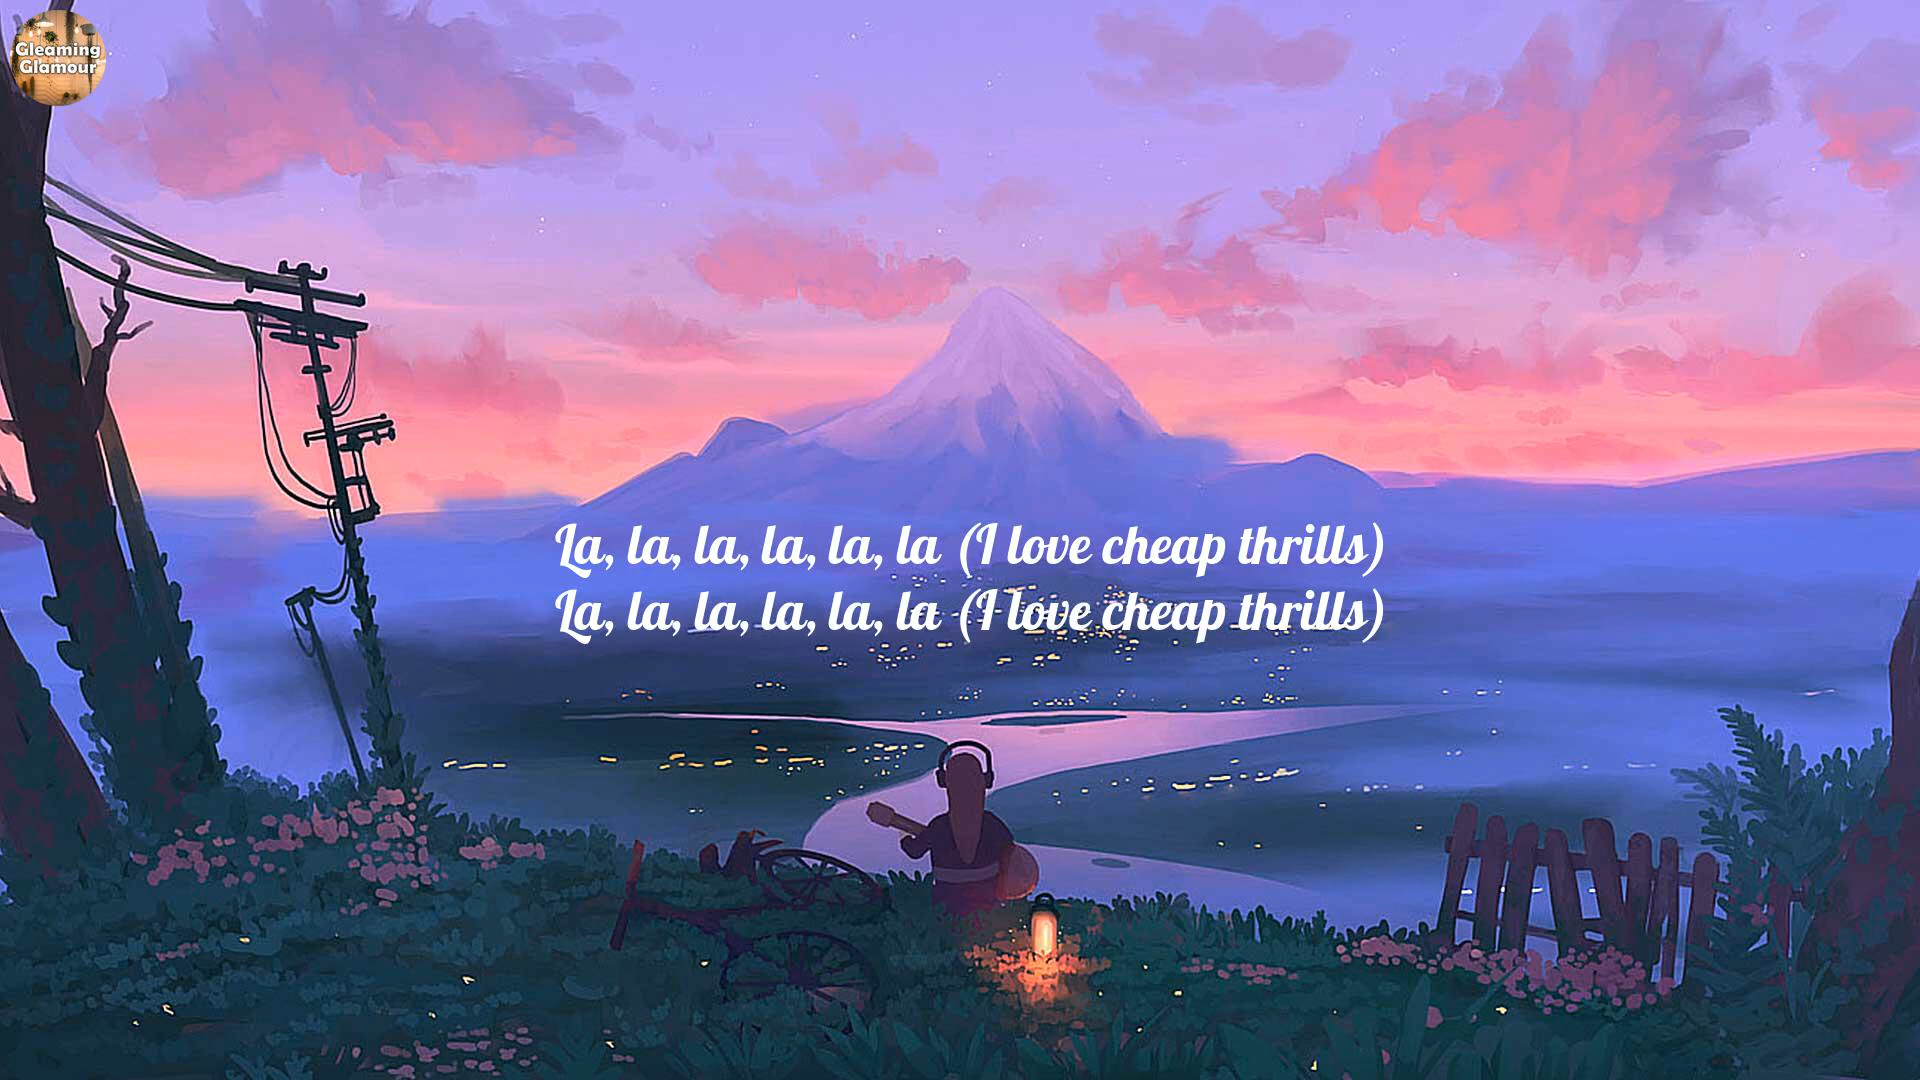 Gleaming
Glamour
La, la, la, la, la, la (I love cheap thrills)
La, la, la, la, la, la (I love cheap thrills)